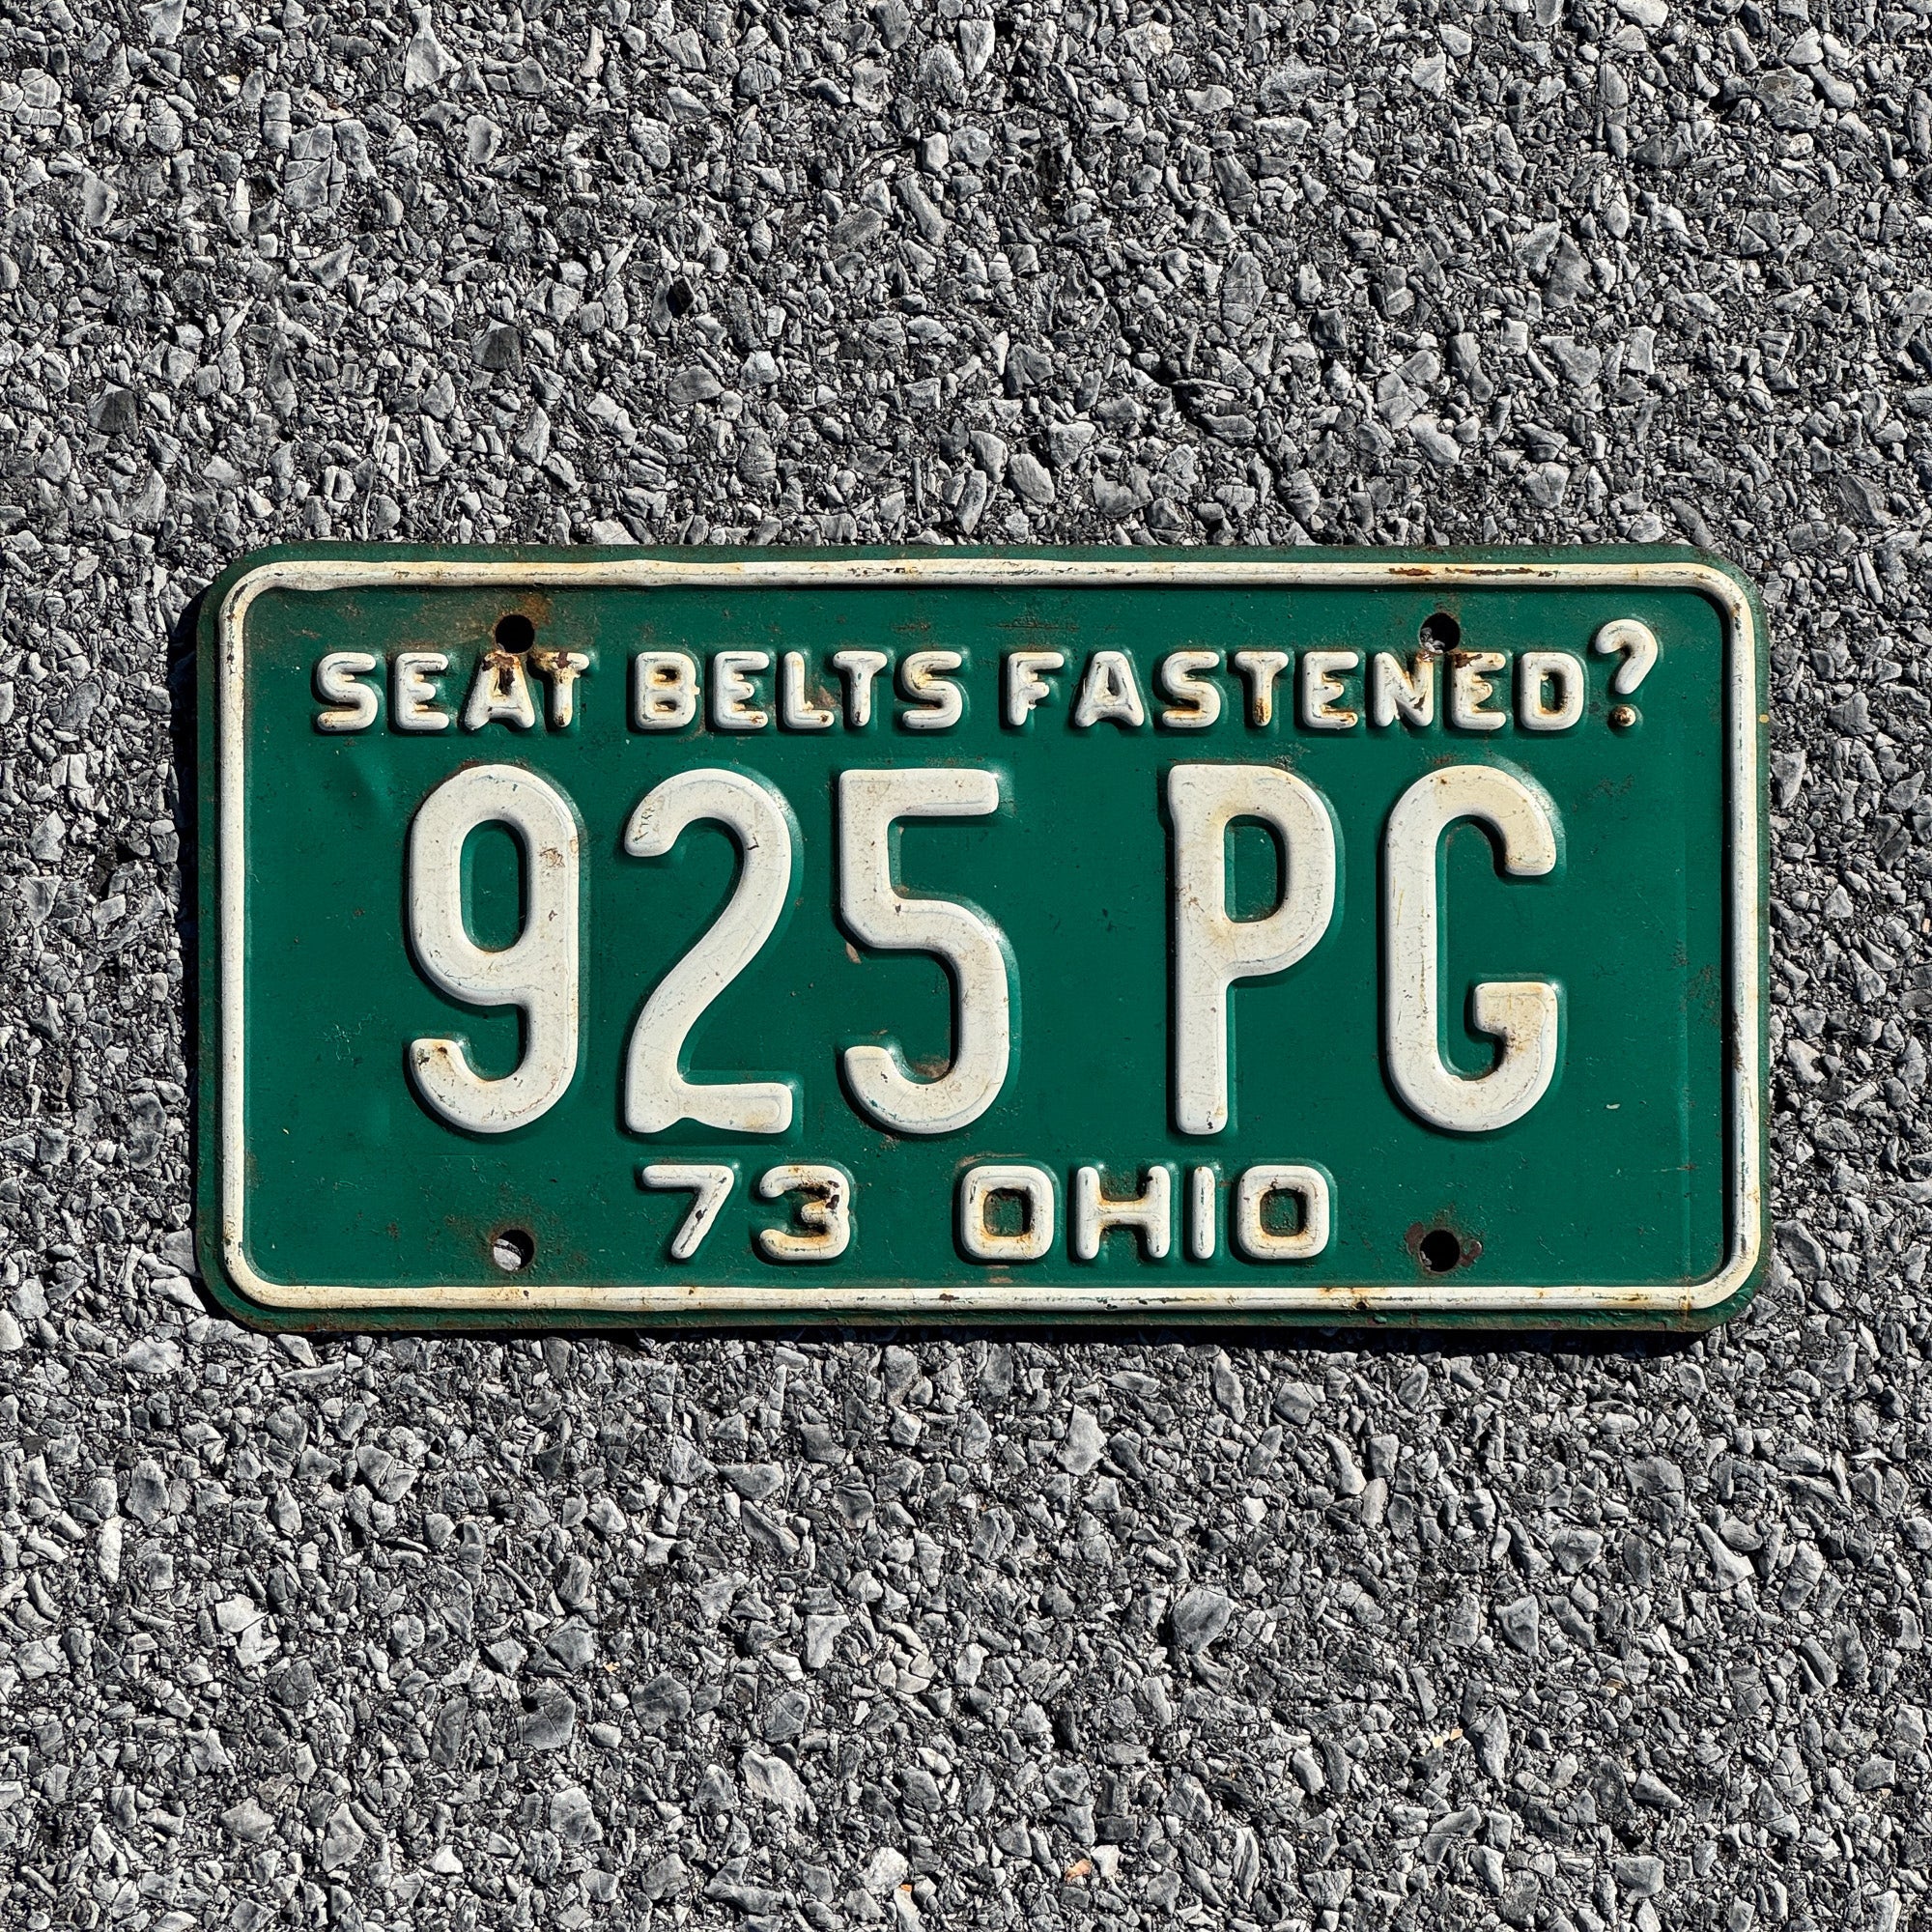 SEAT BELTS FASTENED?
925 PG
73 OHIO